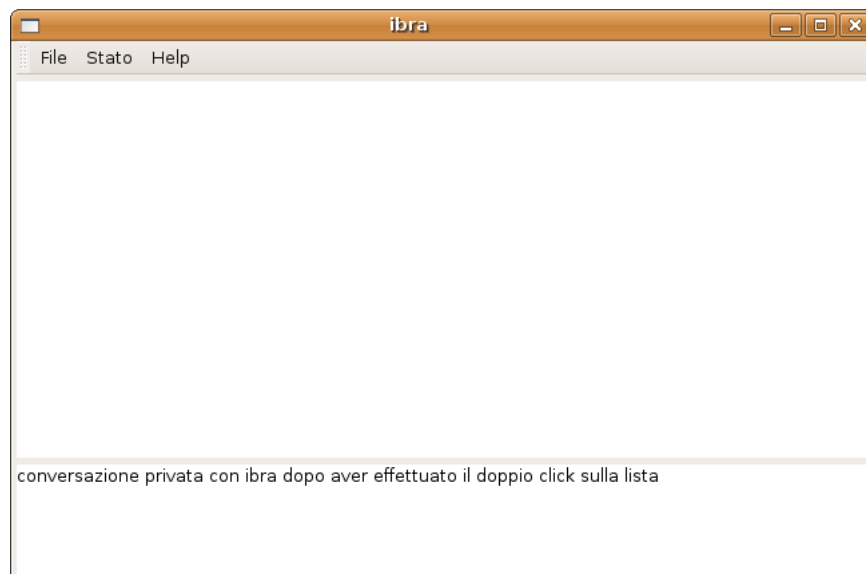 ibra
File Stato Help
conversazione privata con ibra dopo aver effettuato il doppio click sulla lista